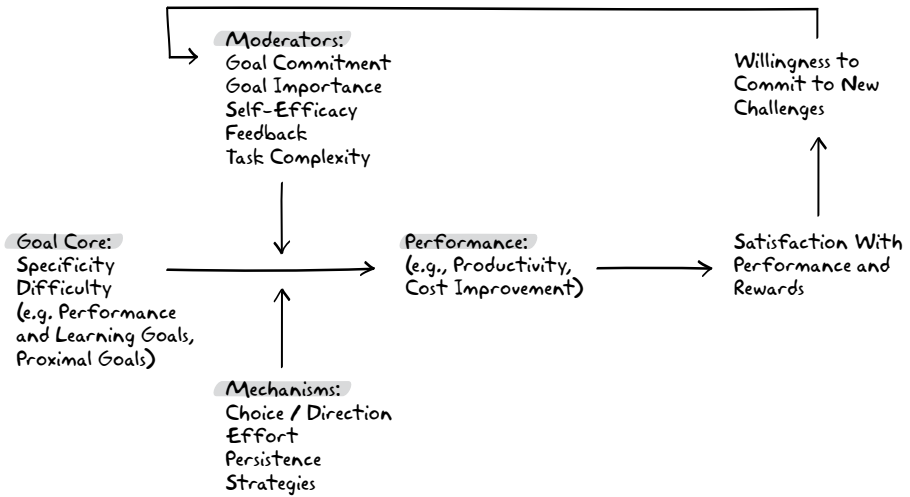 Moderators:
Goal Commitment
Goal Importance
Self-Efficacy
Feedback
Task Complexity
Willingness to
Commit to New
Challenges
Goal Core:
Specificity
Difficulty
(e.g. Performance
and Learning Goals,
Proximal Goals)
Performance:
(e.g., Productivity,
Cost Improvement)
Satisfaction With
Performance and
Rewards
Mechanisms:
Choice / Direction
Effort
Persistence
Strategies